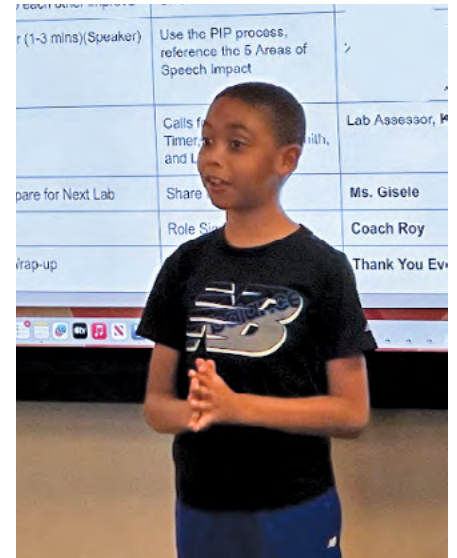 each other improve
r (1-3 mins)(Speaker)
Use the PIP process,
reference the 5 Areas of
Speech Impact
Calls f
Timer,
ith,
and L
Lab Assessor,
pare for Next Lab
Share
Ms. Gisele
Role Si
Coach Roy
Wrap-up
Thank You Ev
balance